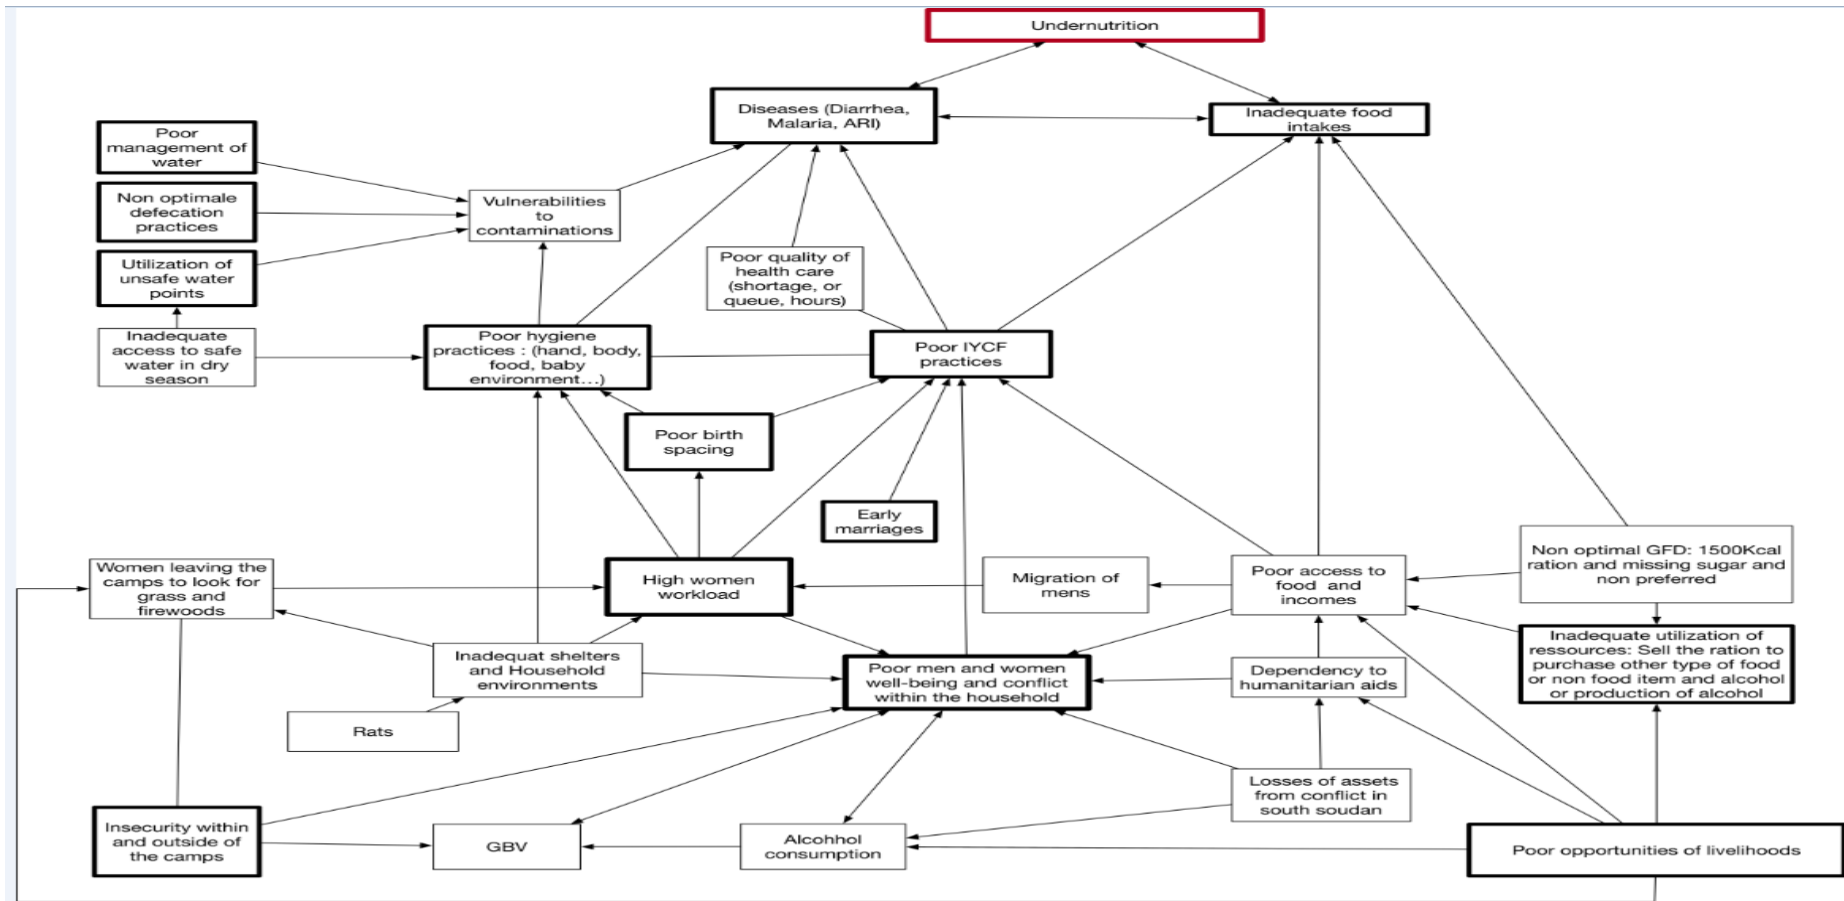 Undernutrition
Diseases (Diarrhea,
Malaria, ARI)
Inadequate food
intakes
Poor
management of
water
Non optimale
defecation
practices
Utilization of
unsafe water
points
Inadequate
access to safe
water in dry
season
Vulnerabilities
to
contaminations
Poor quality of
health care
(shortage, or
queue, hours)
Poor hygiene
practices : (hand, body,
food, baby
environment...)
Poor IYCF
practices
Poor birth
spacing
Early
marriages
Women leaving the
camps to look for
grass and
firewoods
High women
workload
Migration of
mens
Poor access to
food and
incomes
Non optimal GFD: 1500Kcal
ration and missing sugar and
non preferred
Inadequat shelters
and Household
environments
Poor men and women
well-being and conflict
within the household
Dependency to
humanitarian aids
Inadequate utilization of
ressources: Sell the ration to
purchase other type of food
or non food item and alcohol
or production of alcohol
Rats
Losses of assets
from conflict in
south soudan
Insecurity within
and outside of
the camps
GBV
Alcohhol
consumption
Poor opportunities of livelihoods